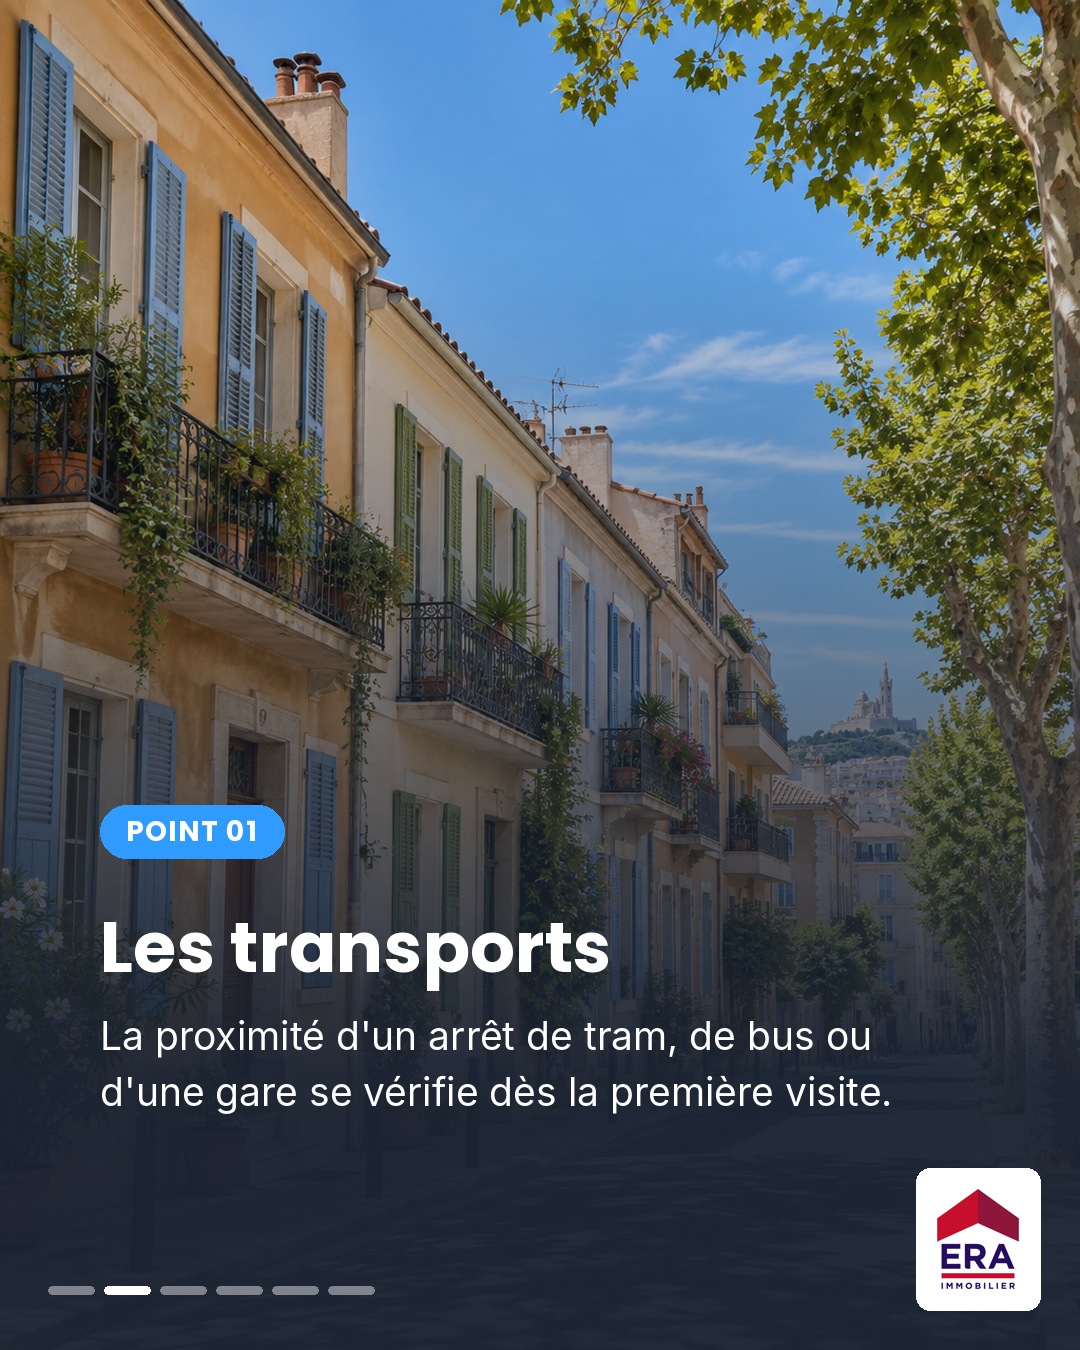 POINT 01
Les transports
La proximité d'un arrêt de tram, de bus ou
d'une gare se vérifie dès la première visite.
ERA
IMMOBILIER